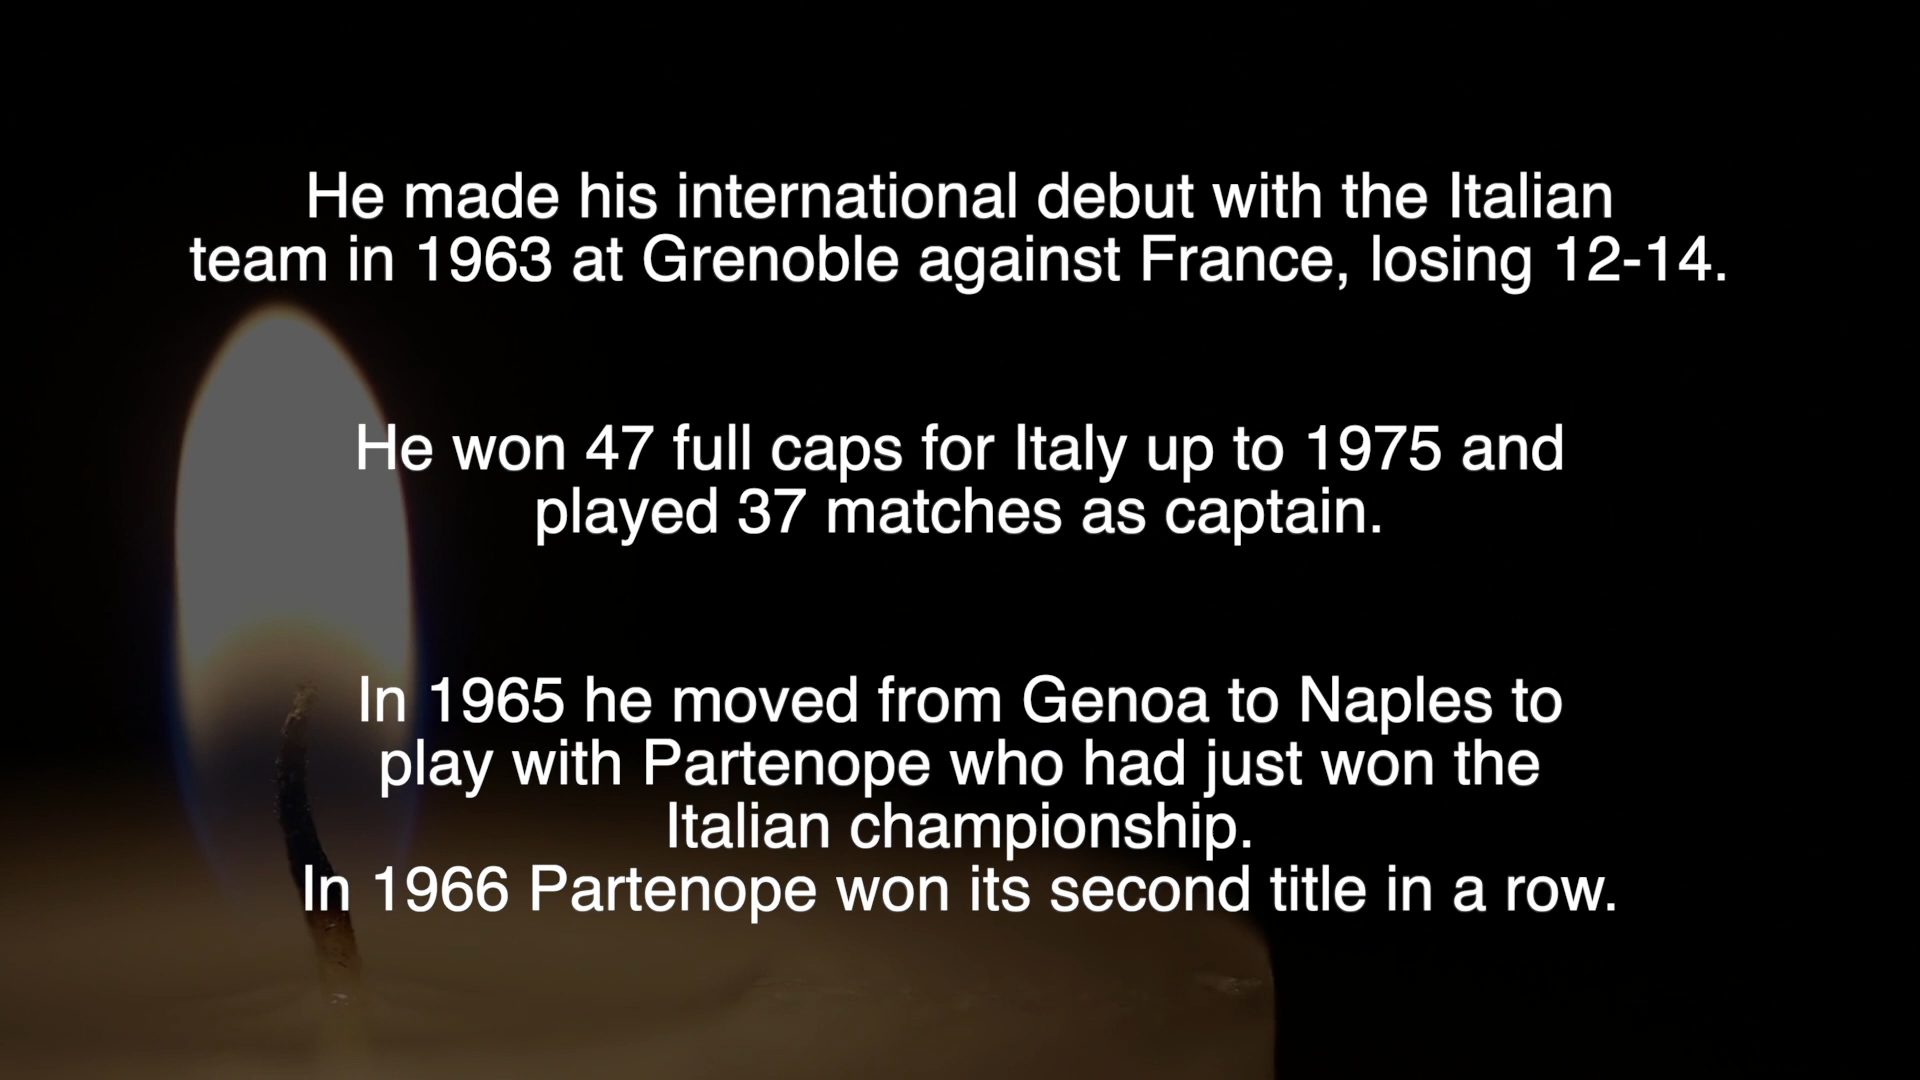 He made his international debut with the Italian
team in 1963 at Grenoble against France, losing 12-14.
He won 47 full caps for Italy up to 1975 and
played 37 matches as captain.
In 1965 he moved from Genoa to Naples to
play with Partenope who had just won the
Italian championship.
In 1966 Partenope won its second title in a row.